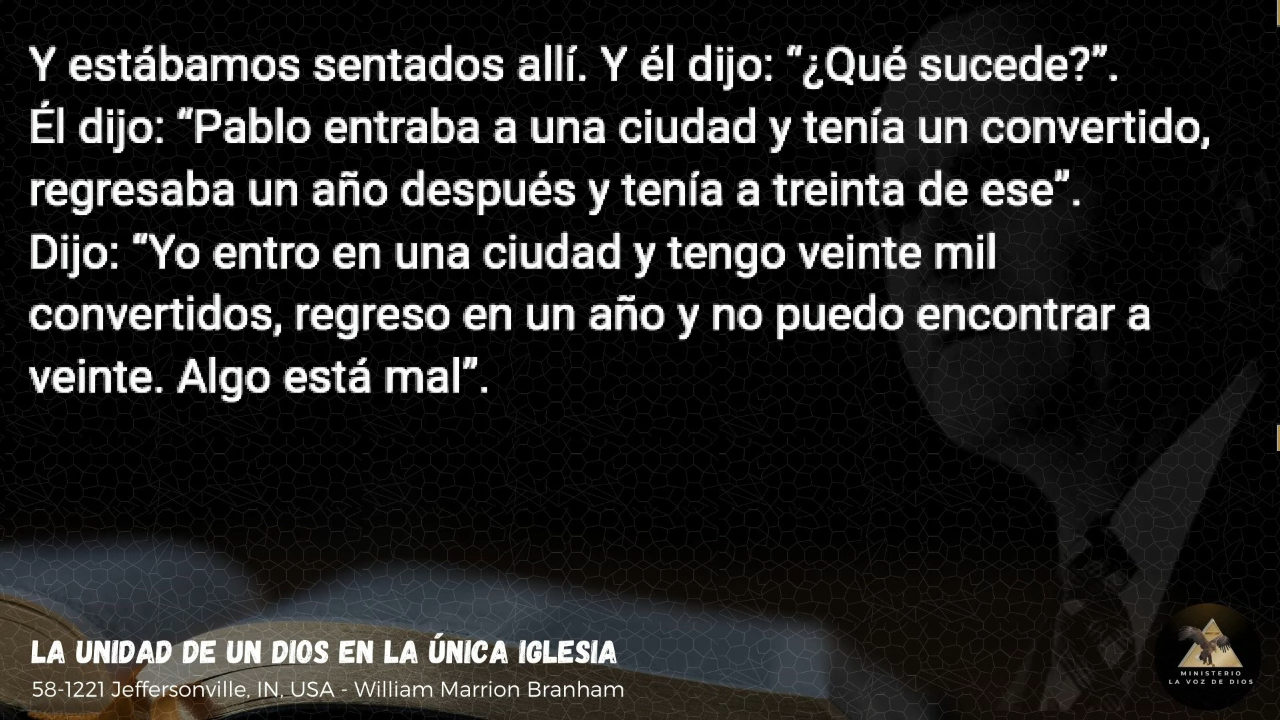 Y estábamos sentados allí. Y él dijo: “¿Qué sucede?”.
Él dijo: “Pablo entraba a una ciudad y tenía un convertido,
regresaba un año después y tenía a treinta de ese”.
Dijo: “Yo entro en una ciudad y tengo veinte mil
convertidos, regreso en un año y no puedo encontrar a
veinte. Algo está mal”.
LA UNIDAD DE UN DIOS EN LA ÚNICA IGLESIA
58-1221 Jeffersonville, IN, USA - William Marrion Branham
MINISTERIO
LA VOZ DE DIOS